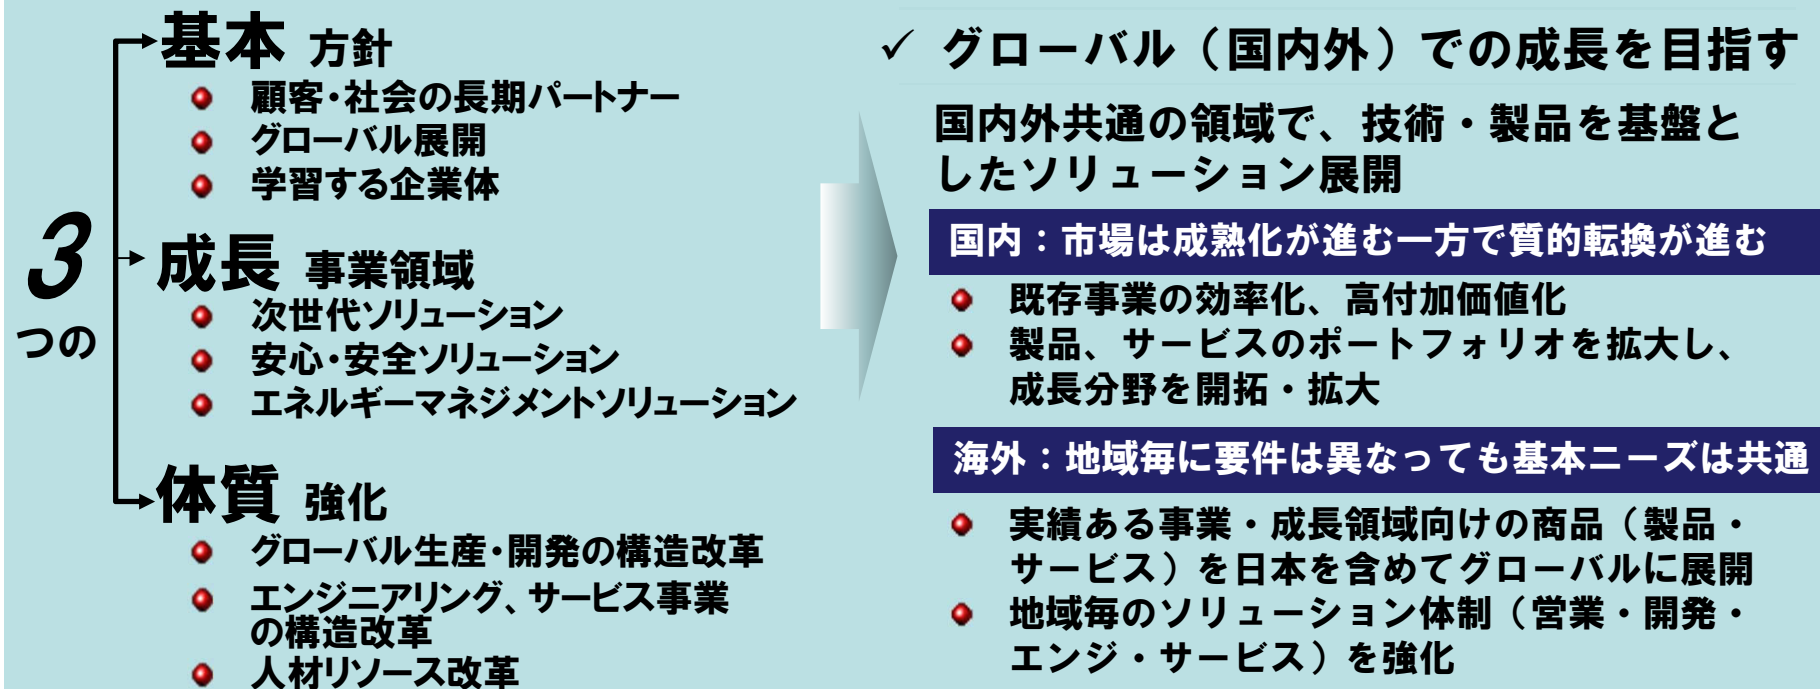 3
つの
基本 方針
顧客・社会の長期パートナー
グローバル展開
学習する企業体
成長 事業領域
次世代ソリューション
安心・安全ソリューション
エネルギーマネジメントソリューション
体質 強化
グローバル生産・開発の構造改革
エンジニアリング、サービス事業
の構造改革
人材リソース改革
✓ グローバル（国内外）での成長を目指す
国内外共通の領域で、技術・製品を基盤と
したソリューション展開
国内：市場は成熟化が進む一方で質的転換が進む
既存事業の効率化、高付加価値化
製品、サービスのポートフォリオを拡大し、
成長分野を開拓・拡大
海外：地域毎に要件は異なっても基本ニーズは共通
実績ある事業・成長領域向けの商品（製品・
サービス）を日本を含めてグローバルに展開
地域毎のソリューション体制（営業・開発・
エンジ・サービス）を強化